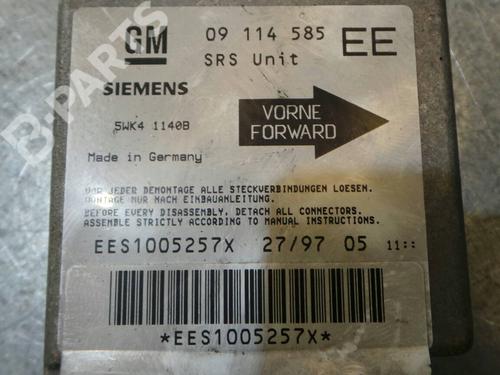 GM 09 114 585 EE
SRS Unit
SIEMENS
5WK4 1140B
VORNE
FORWARD
Made in Germany
VOR JEDER DEMONTAGE ALLE STECKVERBINDUNGEN LOESEN.
MONTAGE NUR NACH EINBAUANLEITUNG.
BEFORE EVERY DISASSEMBLY, DETACH ALL CONNECTORS.
ASSEMBLE STRICTLY ACCORDING TO MANUAL INSTRUCTIONS.
EES1005257X 27/97 05 11::
*EES1005257X*
B-PARTS